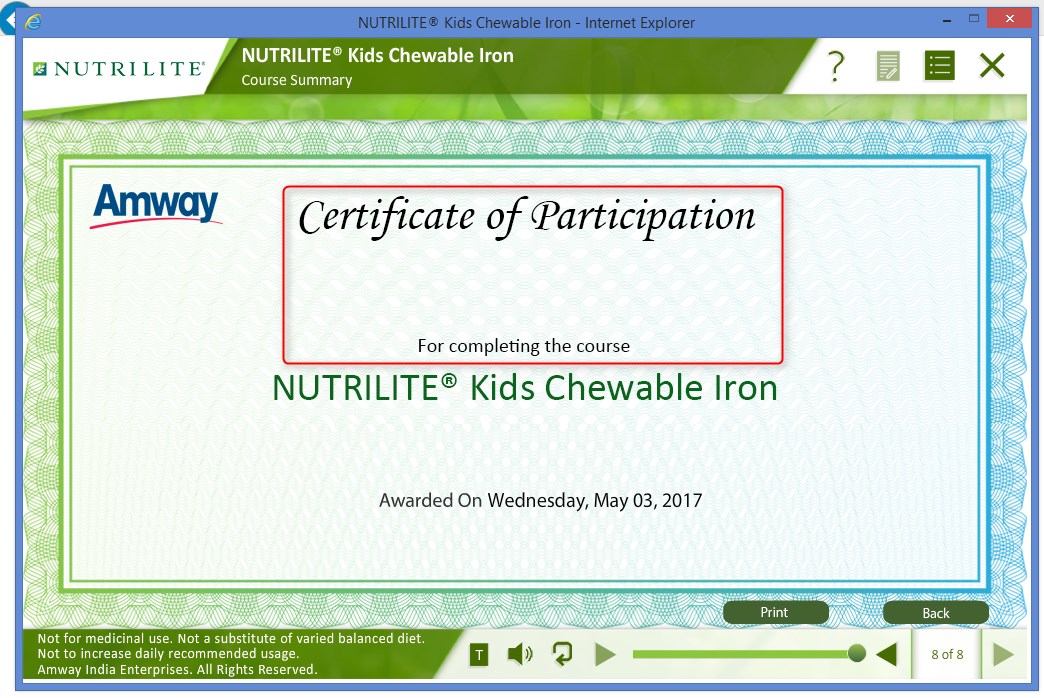 NUTRILITE® Kids Chewable Iron - Internet Explorer
NUTRILITE®
NUTRILITE® Kids Chewable Iron
Course Summary
?
Amway
Certificate of Participation
For completing the course
NUTRILITE® Kids Chewable Iron
Awarded On Wednesday, May 03, 2017
Print
Back
Not for medicinal use. Not a substitute of varied balanced diet.
Not to increase daily recommended usage.
Amway India Enterprises. All Rights Reserved.
T
8 of 8